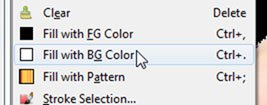 Clear Delete
Fill with FG Color Ctrl+,
Fill with BG Color Ctrl+.
Fill with Pattern Ctrl+;
Stroke Selection...